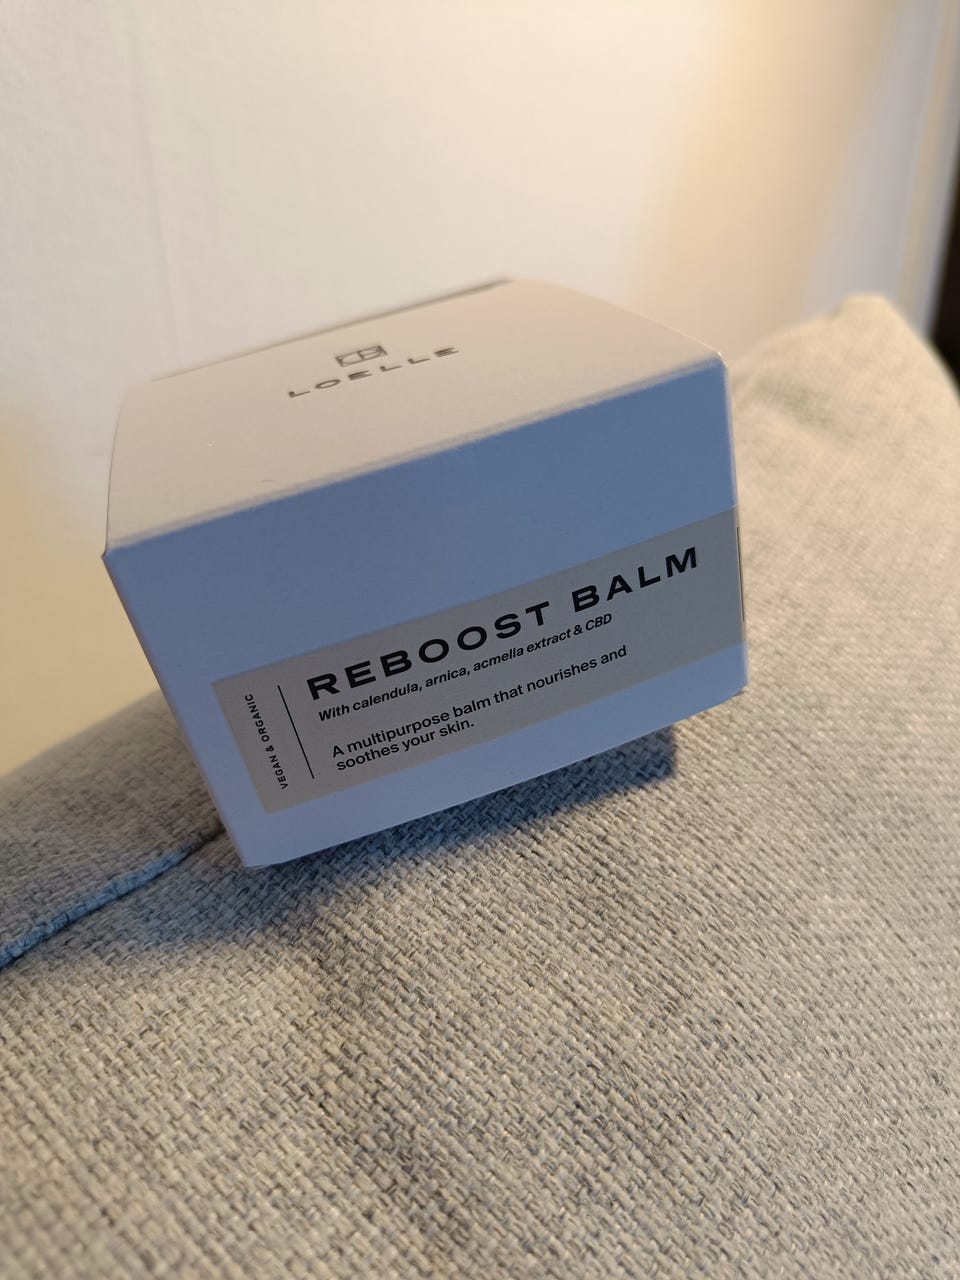 LOELLE
REBOOST BALM
With calendula, arnica, acmella extract & CBD
A multipurpose balm that nourishes and
soothes your skin.
VEGAN & ORGANIC